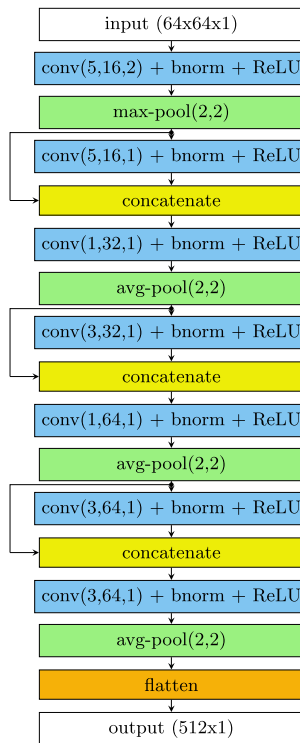 input (64x64x1)
conv(5,16,2) + bnorm + ReLU
max-pool(2,2)
conv(5,16,1) + bnorm + ReLU
concatenate
conv(1,32,1) + bnorm + ReLU
avg-pool(2,2)
conv(3,32,1) + bnorm + ReLU
concatenate
conv(1,64,1) + bnorm + ReLU
avg-pool(2,2)
conv(3,64,1) + bnorm + ReLU
concatenate
conv(3,64,1) + bnorm + ReLU
avg-pool(2,2)
flatten
output (512x1)